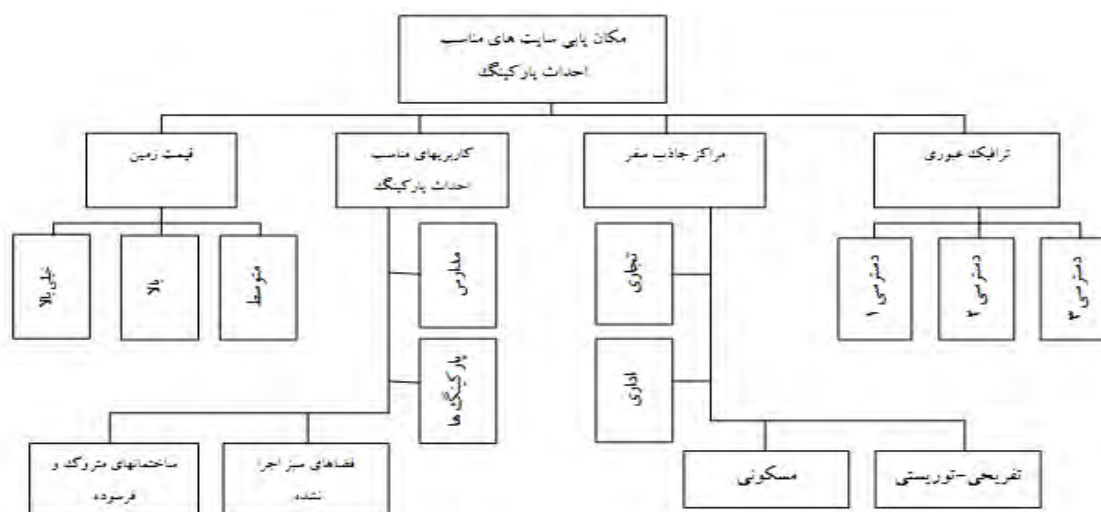 مکان یابی سایت های مناسب
احداث پارکینگ
ترافیک عبوری
مراکز جاذب سفر
کاربریهای مناسب
احداث پارکینگ
قیمت زمین
دسترسی ۳
دسترسی ۲
دسترسی ۱
تجاری
اداری
تفریحی-توریستی
مسکونی
مدارس
پارکینگ ها
فضاهای سبز اجرا
نشده
ساختمانهای متروک و
فرسوده
متوسط
بالا
خیلی بالا